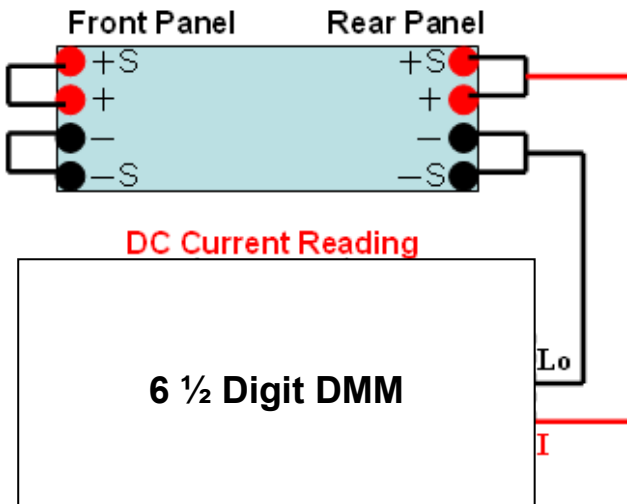 Front Panel Rear Panel
+S +S
+ +
− −
−S −S
DC Current Reading
Lo
6 ½ Digit DMM
I